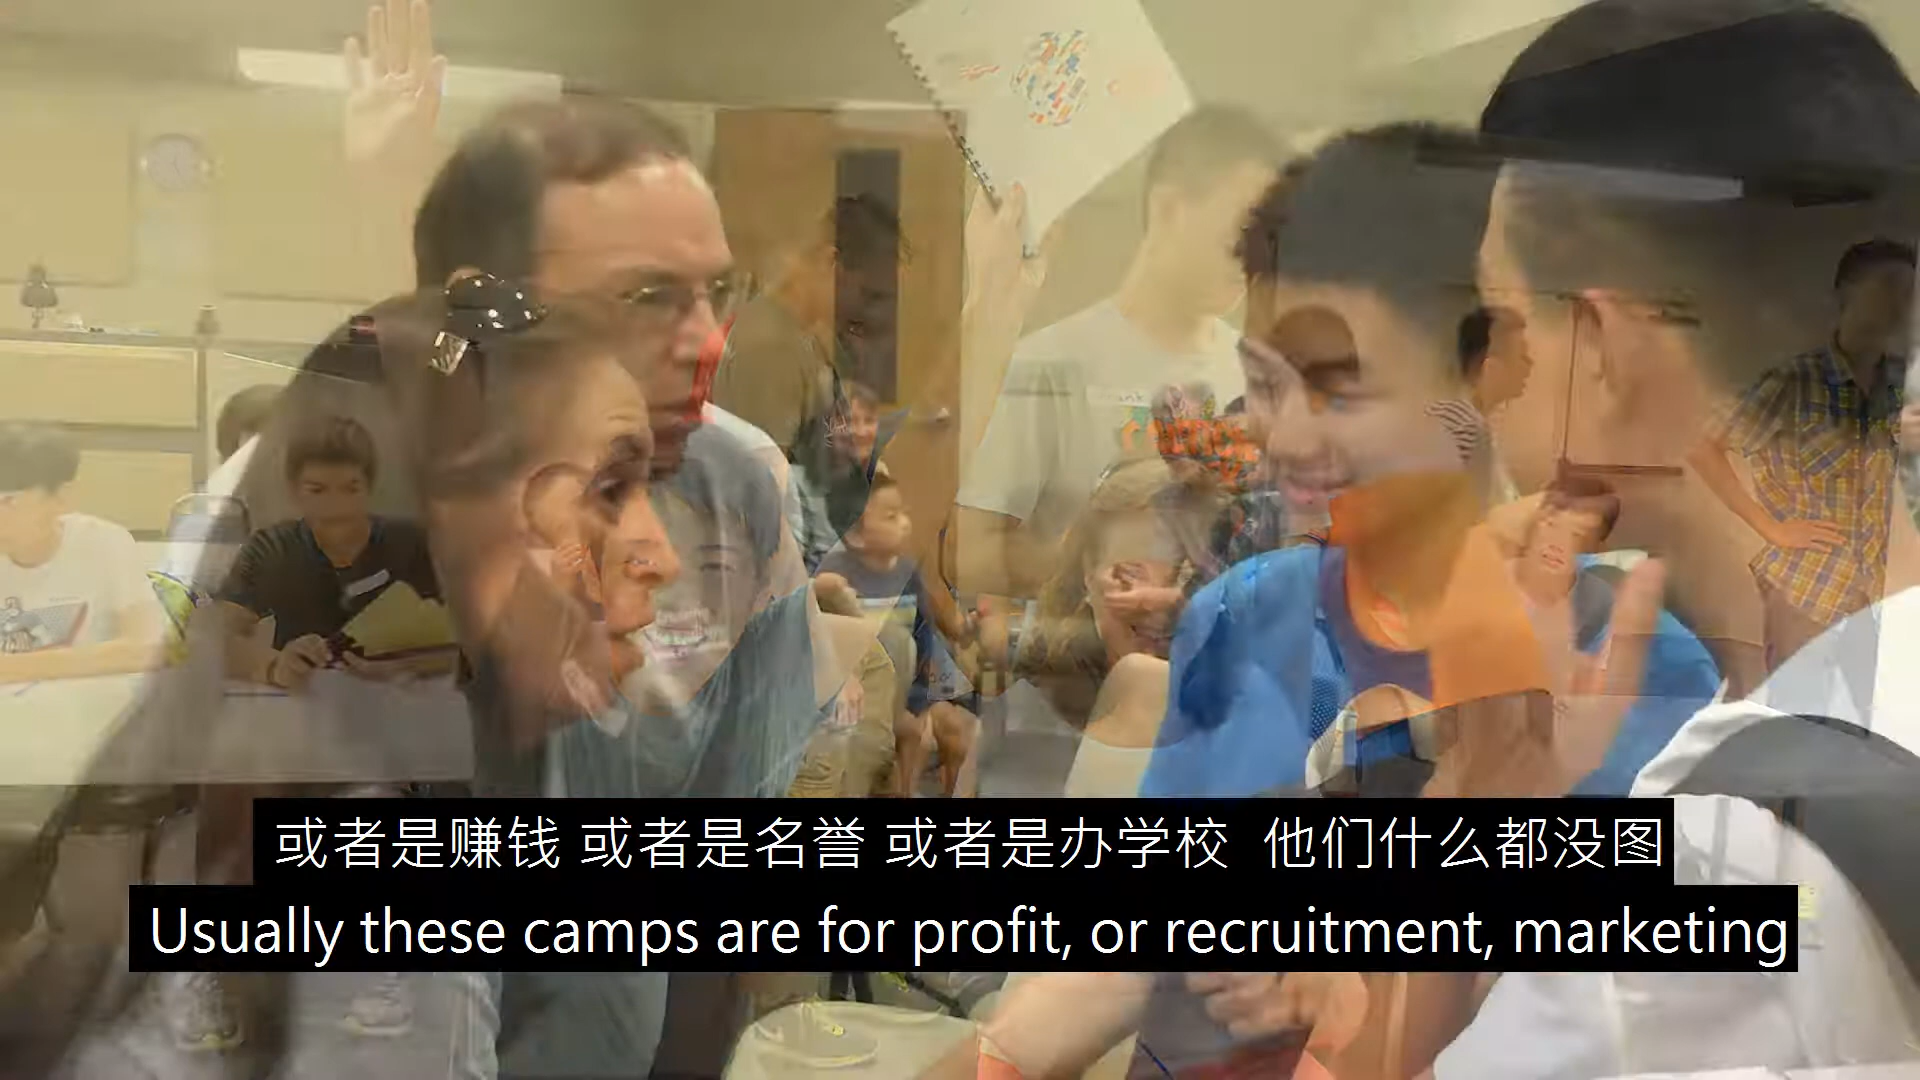 或者是赚钱 或者是名誉 或者是办学校 他们什么都没图
Usually these camps are for profit, or recruitment, marketing